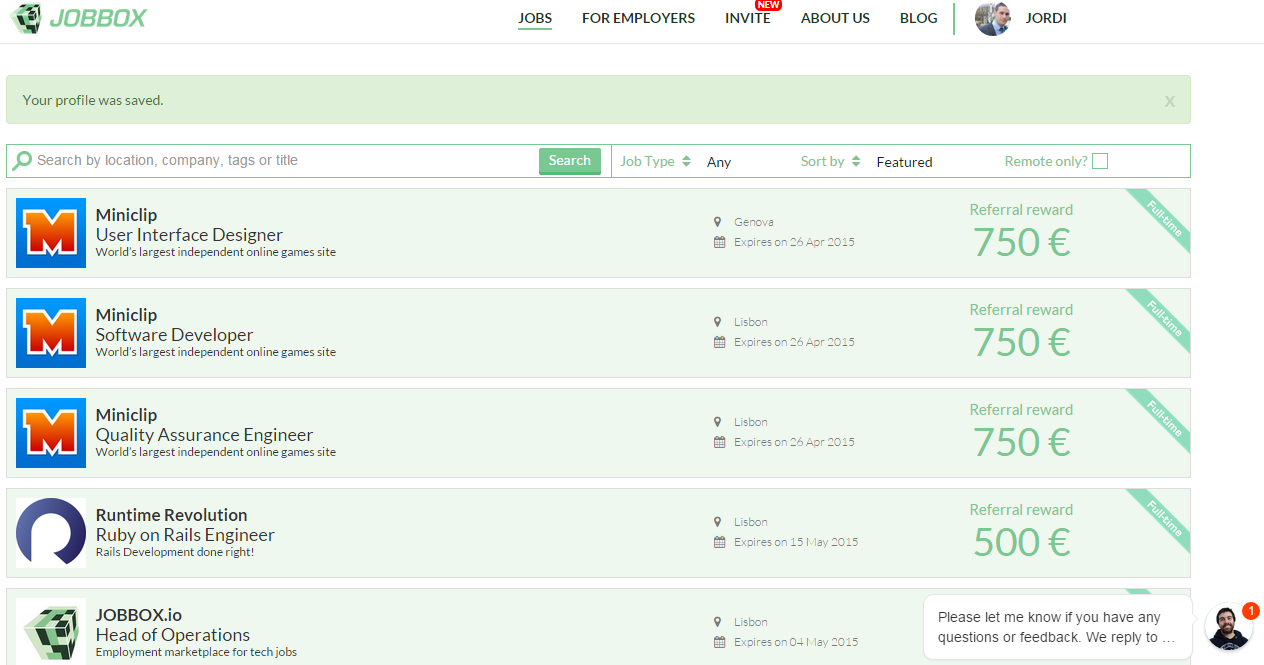 JOBBOX
JOBS
FOR EMPLOYERS
INVITE
NEW
ABOUT US
BLOG
JORDI
Your profile was saved.
x
Search by location, company, tags or title
Search
Job Type
Any
Sort by
Featured
Remote only?
Miniclip
User Interface Designer
World's largest independent online games site
Genova
Expires on 26 Apr 2015
Referral reward
750 €
Full-time
Miniclip
Software Developer
World's largest independent online games site
Lisbon
Expires on 26 Apr 2015
Referral reward
750 €
Full-time
Miniclip
Quality Assurance Engineer
World's largest independent online games site
Lisbon
Expires on 26 Apr 2015
Referral reward
750 €
Full-time
Runtime Revolution
Ruby on Rails Engineer
Rails Development done right!
Lisbon
Expires on 15 May 2015
Referral reward
500 €
Full-time
JOBBOX.io
Head of Operations
Employment marketplace for tech jobs
Lisbon
Expires on 04 May 2015
Please let me know if you have any
questions or feedback. We reply to ...
1